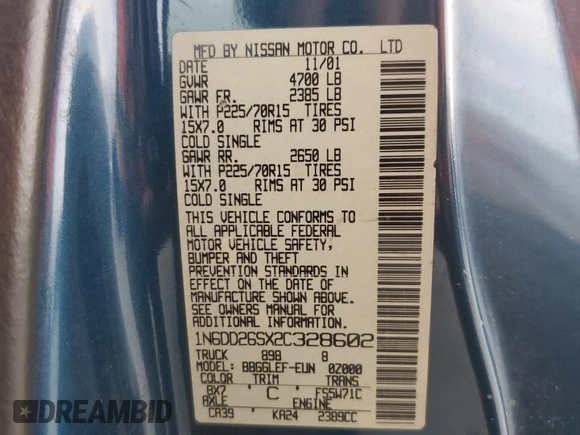 MFD BY NISSAN MOTOR CO. LTD
DATE 11/01
GVWR 4700 LB
GAWR FR. 2385 LB
WITH P225/70R15 TIRES
15X7.0 RIMS AT 30 PSI
COLD SINGLE
GAWR RR. 2650 LB
WITH P225/70R15 TIRES
15X7.0 RIMS AT 30 PSI
COLD SINGLE
THIS VEHICLE CONFORMS TO
ALL APPLICABLE FEDERAL
MOTOR VEHICLE SAFETY,
BUMPER AND THEFT
PREVENTION STANDARDS IN
EFFECT ON THE DATE OF
MANUFACTURE SHOWN ABOVE.
SEE OWNERS MANUAL FOR
ADDITIONAL INFORMATION.
1N6DD26SX2C328602
TRUCK 898 8
MODEL: BBGGLEF-EUN 0Z000
COLOR TRIM TRANS
BX7 C FS5W71C
AXLE ENGINE
CA39 KA24 2389CC
DREAMBID
dreambid.com